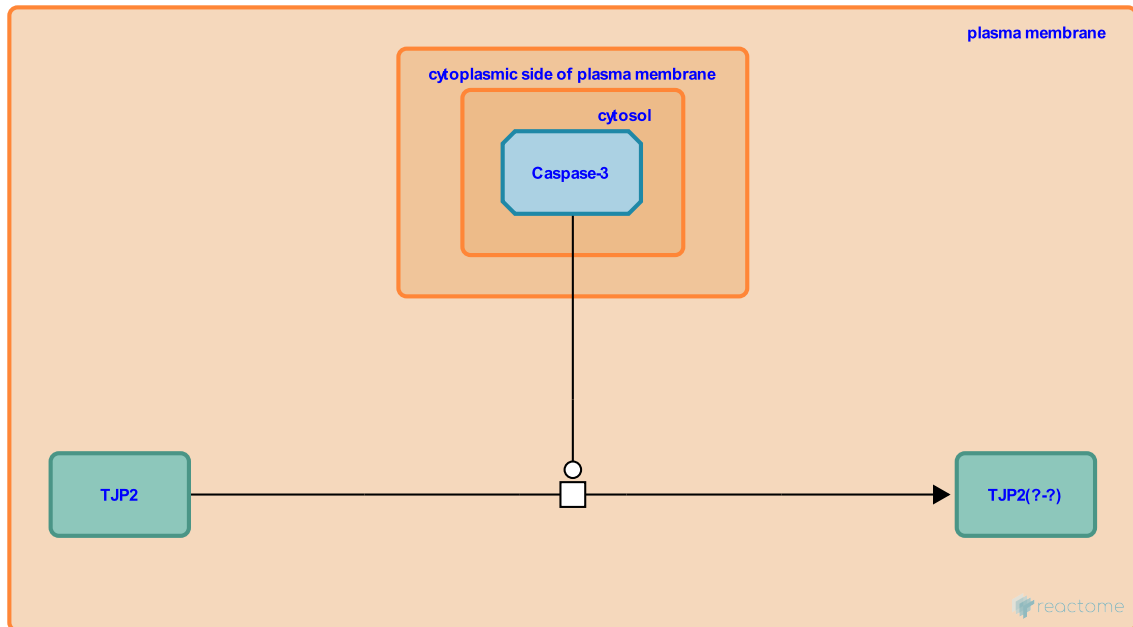 plasma membrane
cytoplasmic side of plasma membrane
cytosol
Caspase-3
TJP2
TJP2(?-?)
reactome